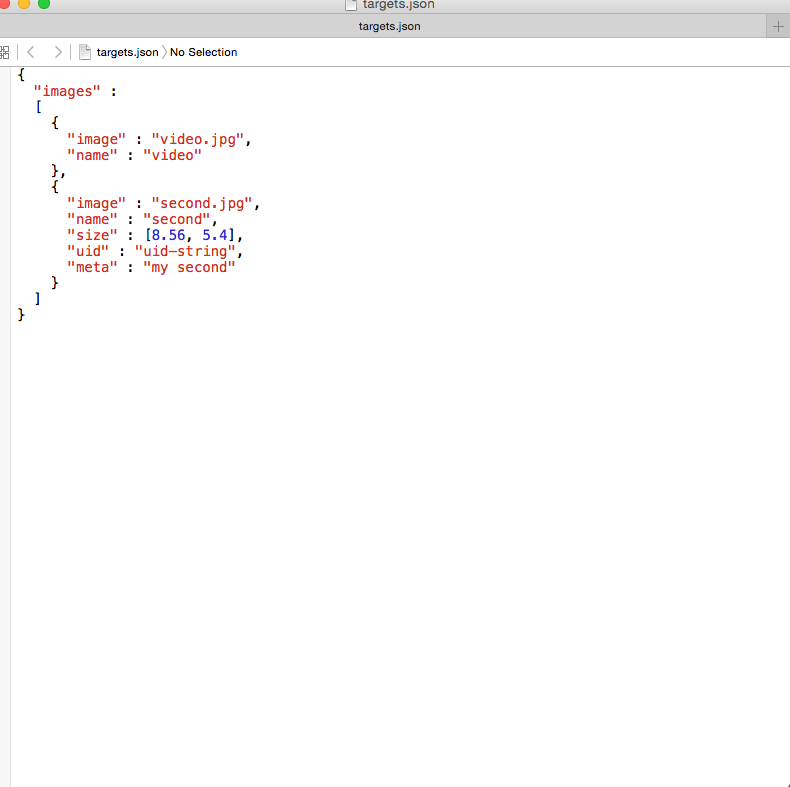 targets.json
targets.json
targets.json No Selection
{
  "images" :
  [
    {
      "image" : "video.jpg",
      "name" : "video"
    },
    {
      "image" : "second.jpg",
      "name" : "second",
      "size" : [8.56, 5.4],
      "uid" : "uid-string",
      "meta" : "my second"
    }
  ]
}